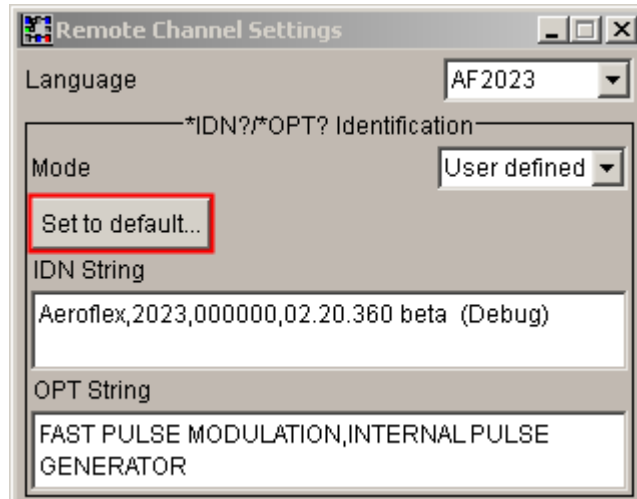 Remote Channel Settings
Language AF2023
*IDN?/*OPT? Identification
Mode User defined
Set to default...
IDN String
Aeroflex,2023,000000,02.20.360 beta (Debug)
OPT String
FAST PULSE MODULATION,INTERNAL PULSE
GENERATOR